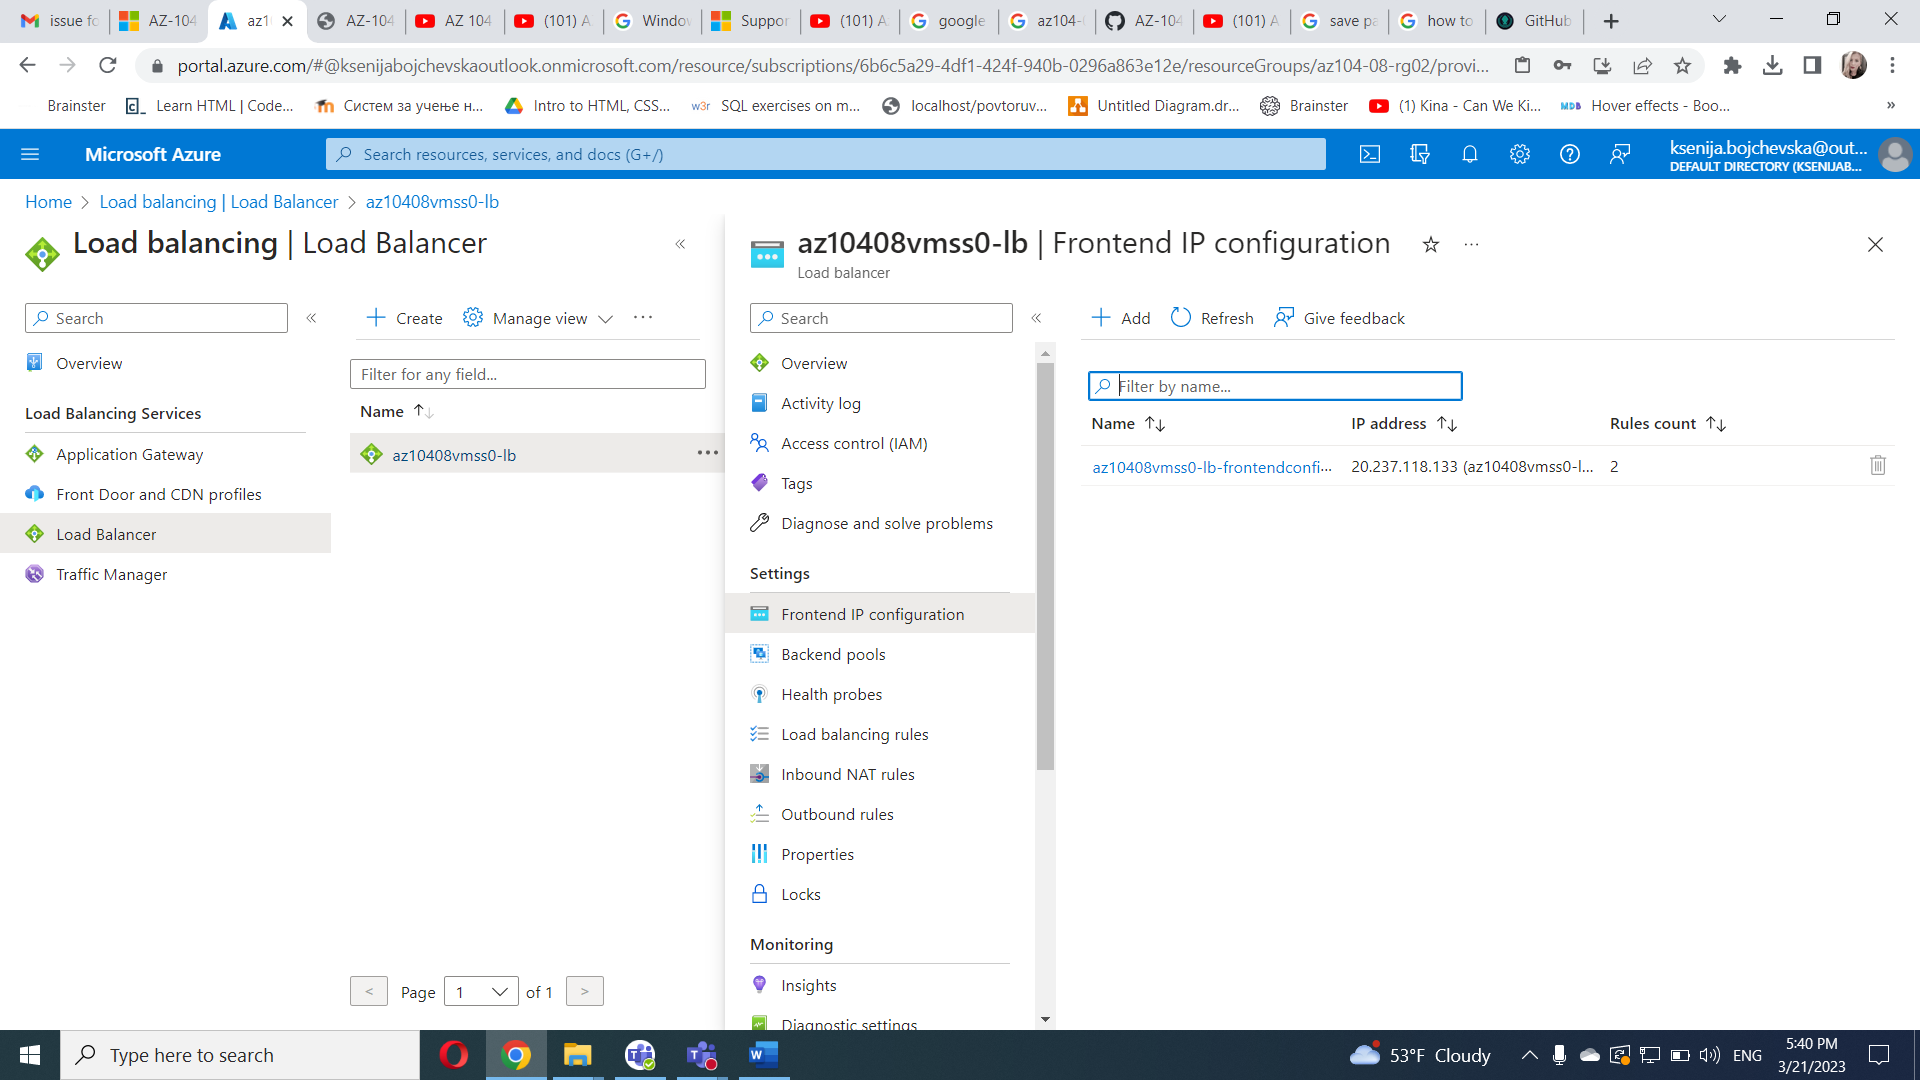 issue fo
AZ-104
az1
AZ-104
AZ 104
(101) A
Window
Suppor
(101) A
google
az104-
AZ-104
(101) A
save pa
how to
GitHub
portal.azure.com/#@ksenijabojchevskaoutlook.onmicrosoft.com/resource/subscriptions/6b6c5a29-4df1-424f-940b-0296a863e12e/resourceGroups/az104-08-rg02/provi...
Brainster
Learn HTML | Code...
Систем за учење н...
Intro to HTML, CSS...
SQL exercises on m...
localhost/povtoruv...
Untitled Diagram.dr...
Brainster
(1) Kina - Can We Ki...
Hover effects - Boo...
»
Microsoft Azure
Search resources, services, and docs (G+/)
ksenija.bojchevska@out...
DEFAULT DIRECTORY (KSENIJAB...
Home > Load balancing | Load Balancer > az10408vmss0-lb
Load balancing | Load Balancer
Search
Overview
Load Balancing Services
Application Gateway
Front Door and CDN profiles
Load Balancer
Traffic Manager
Create
Manage view
Filter for any field...
Name
az10408vmss0-lb
< Page 1 of 1 >
az10408vmss0-lb | Frontend IP configuration
Load balancer
Search
Overview
Activity log
Access control (IAM)
Tags
Diagnose and solve problems
Settings
Frontend IP configuration
Backend pools
Health probes
Load balancing rules
Inbound NAT rules
Outbound rules
Properties
Locks
Monitoring
Insights
Diagnostic settings
Add
Refresh
Give feedback
Filter by name...
Name
IP address
Rules count
az10408vmss0-lb-frontendconfi...
20.237.118.133 (az10408vmss0-l...
2
Type here to search
53°F Cloudy
ENG
5:40 PM
3/21/2023